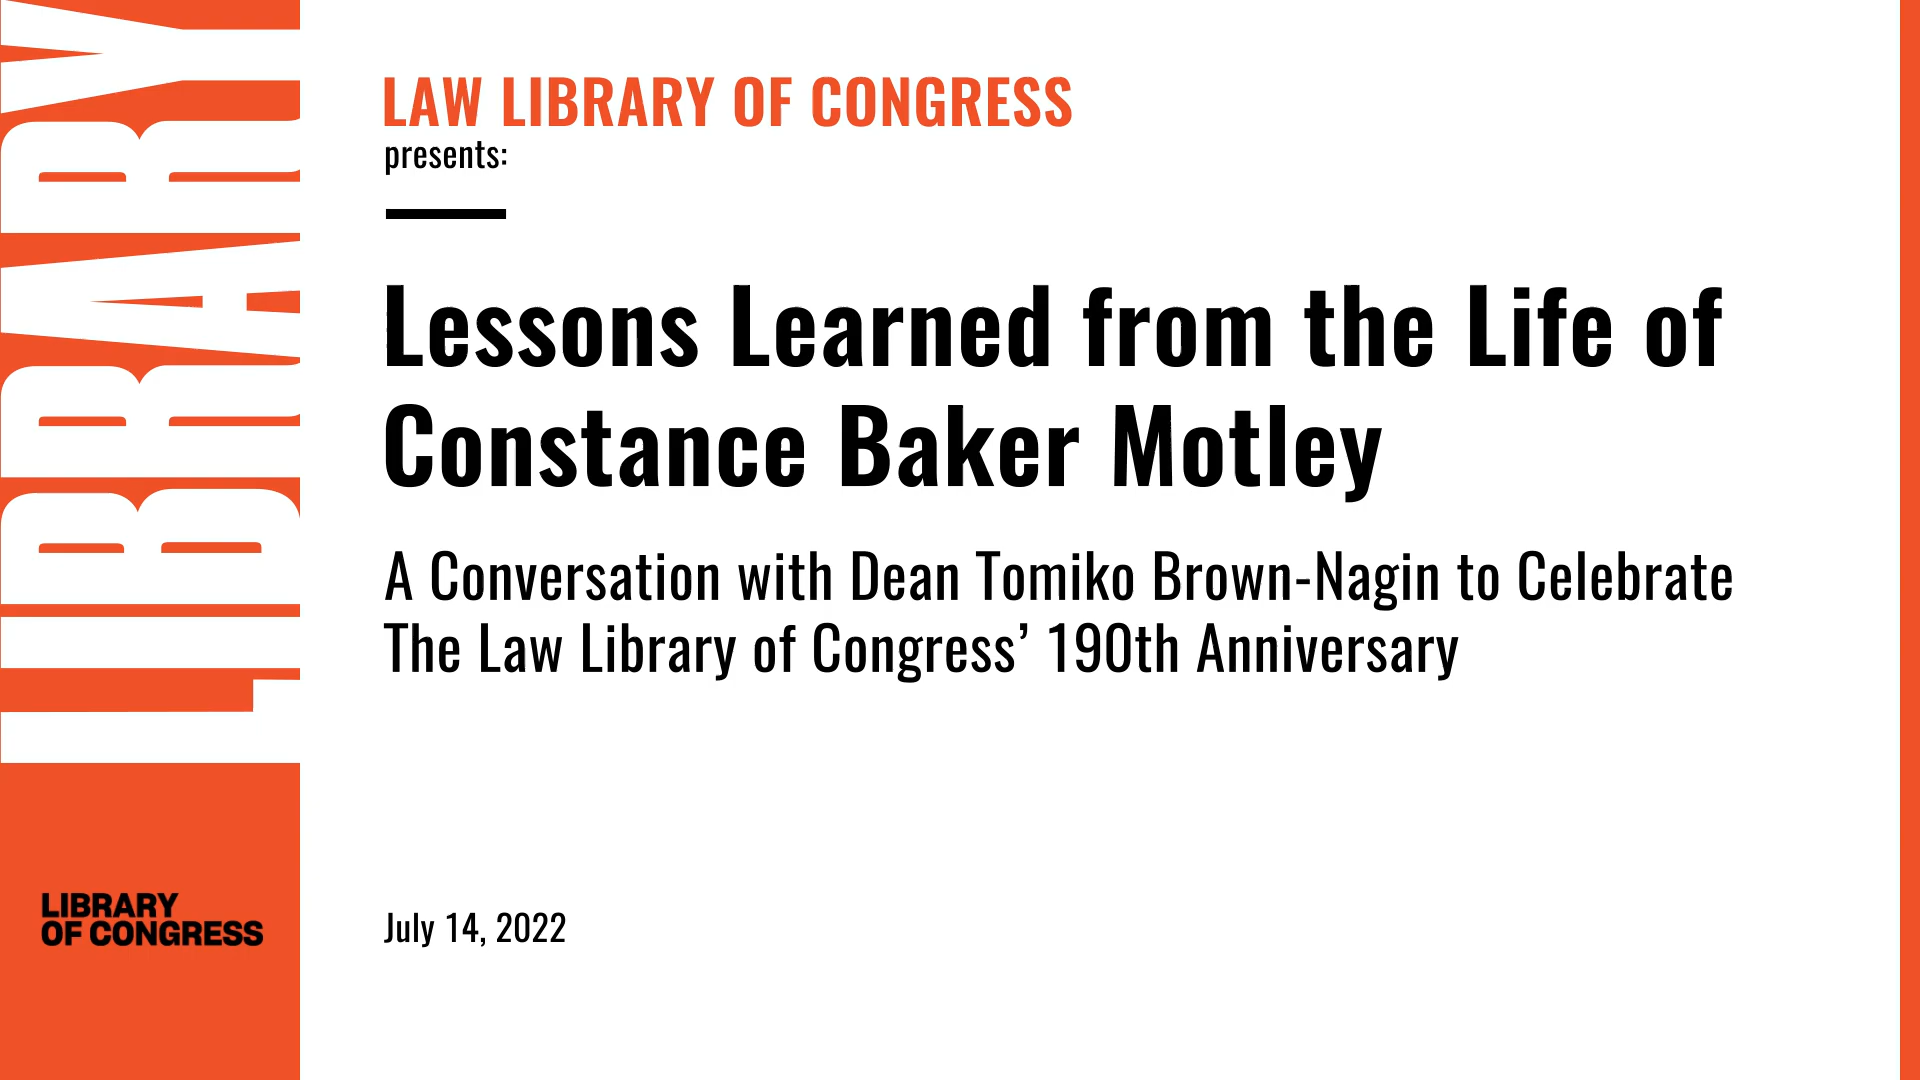 LIBRARY
LAW LIBRARY OF CONGRESS
presents:
Lessons Learned from the Life of
Constance Baker Motley
A Conversation with Dean Tomiko Brown-Nagin to Celebrate
The Law Library of Congress’ 190th Anniversary
July 14, 2022
LIBRARY
OF CONGRESS